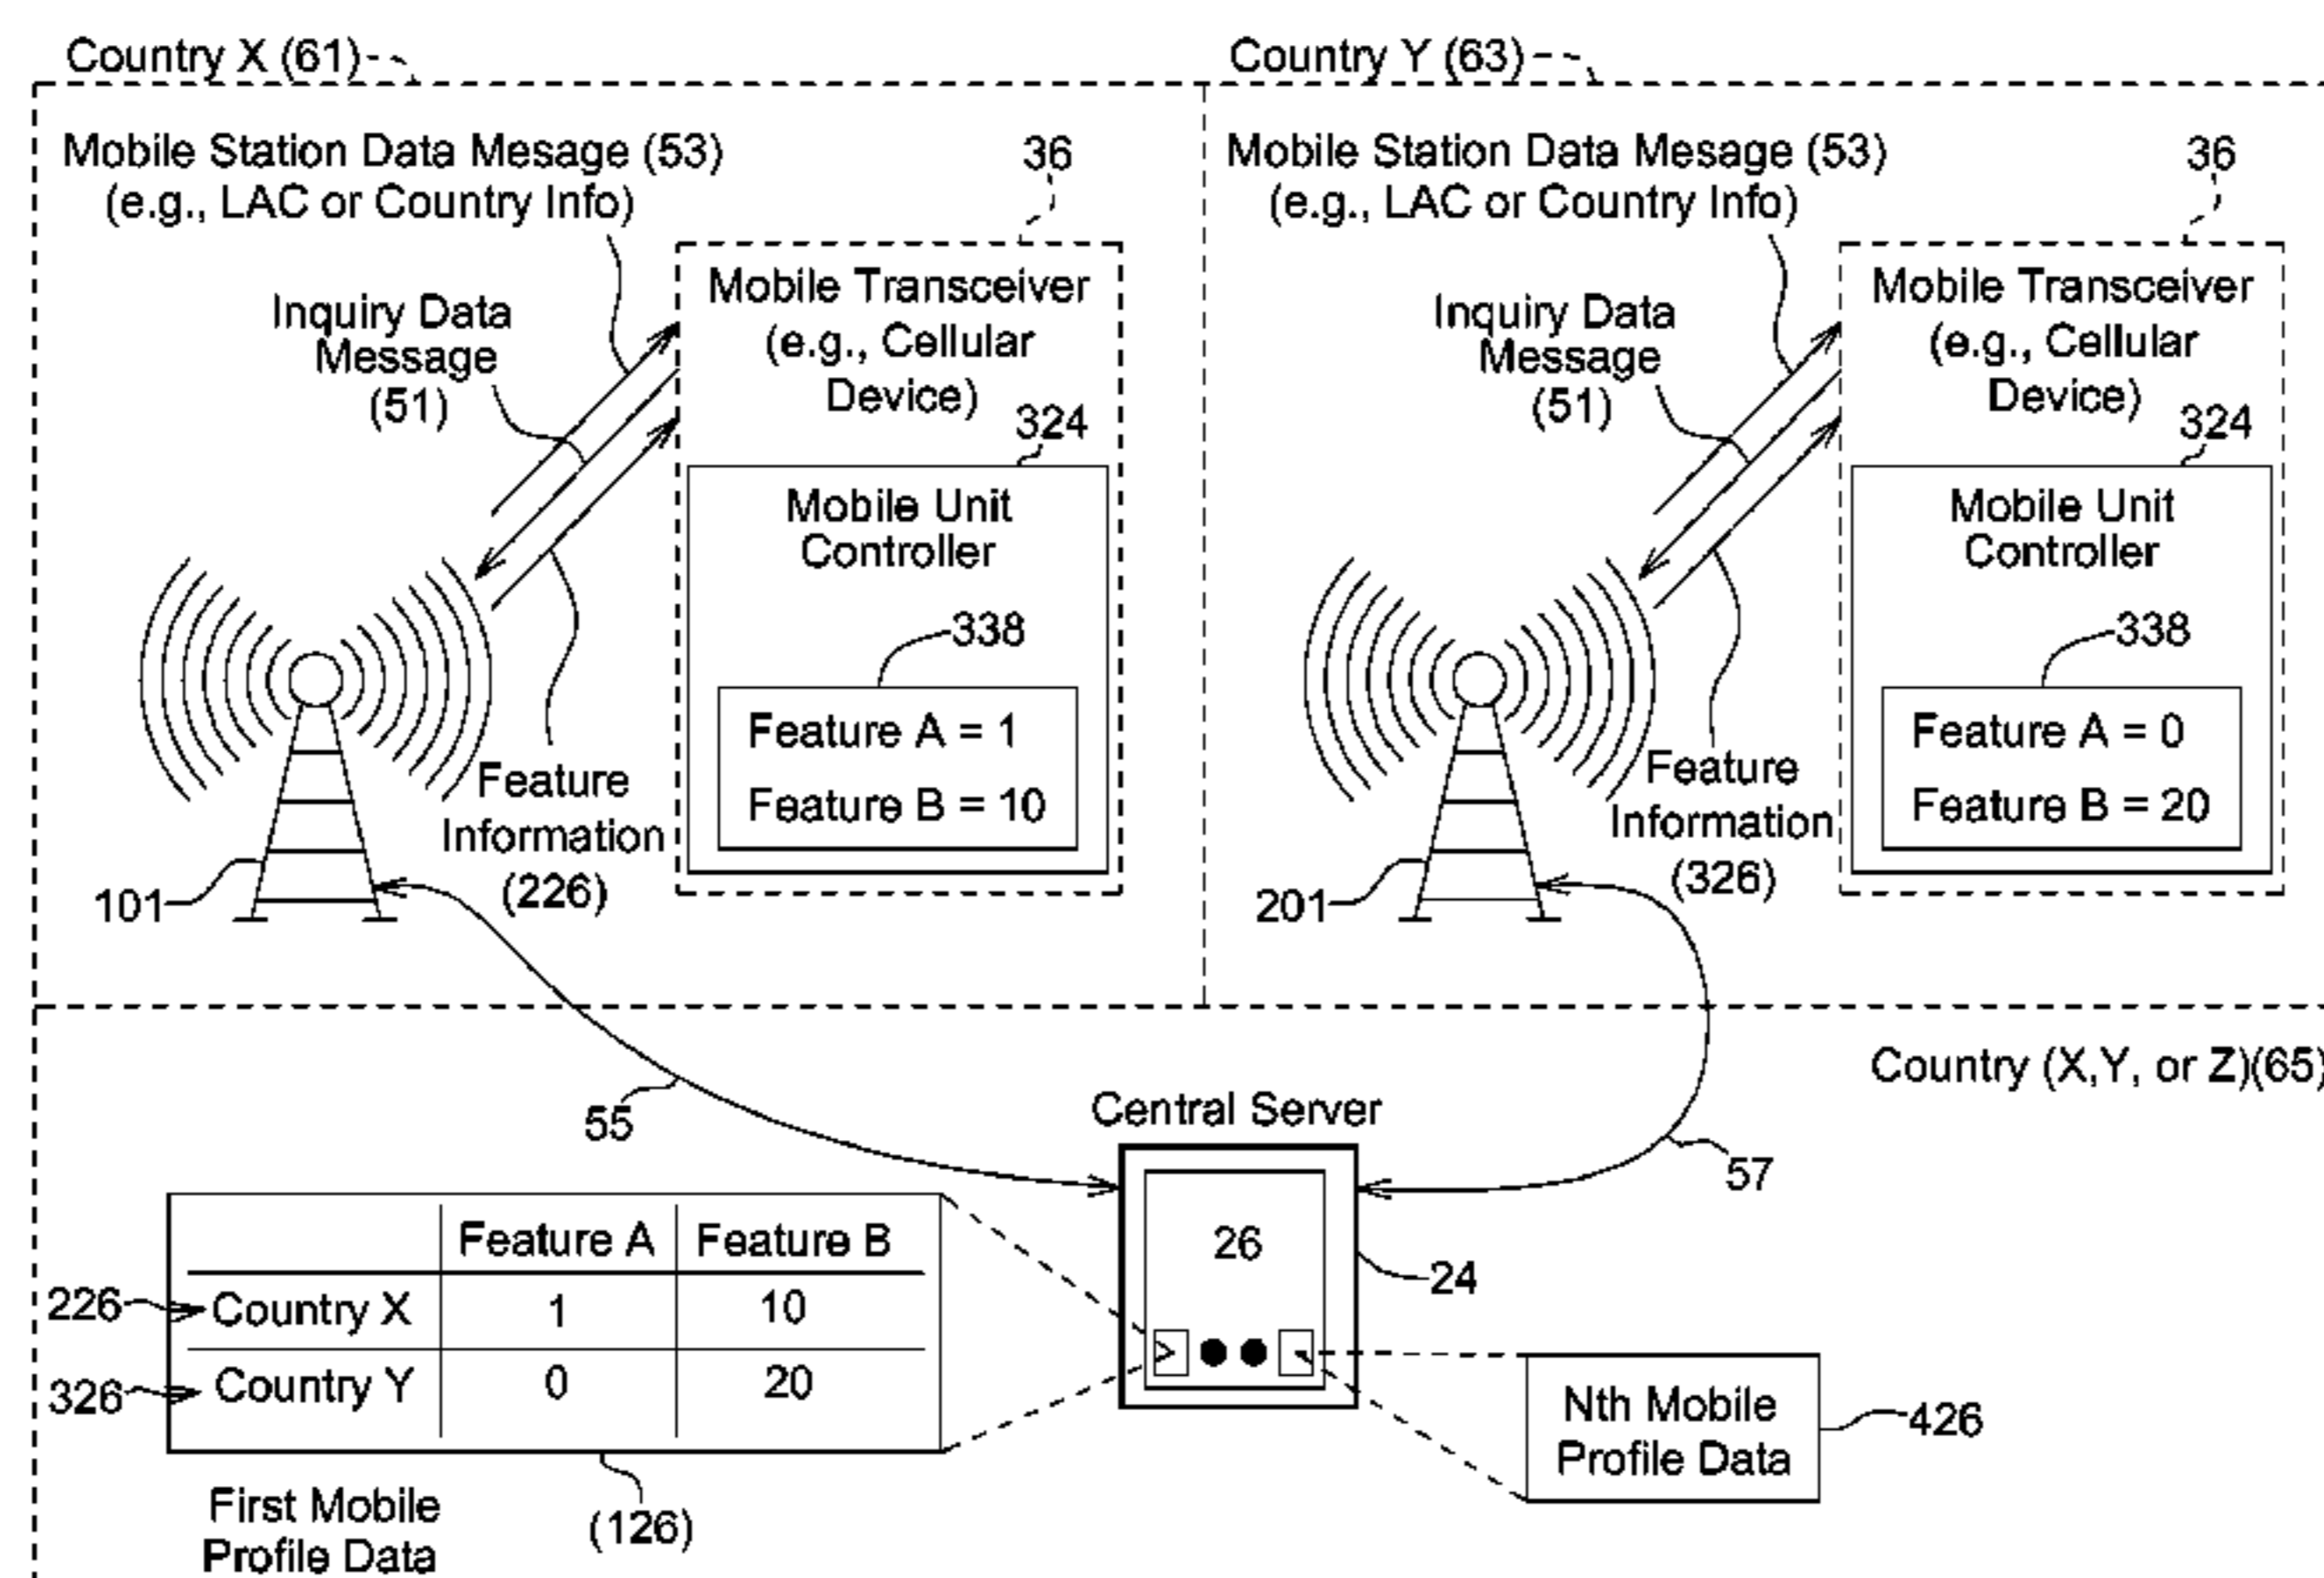 Country X (61)
Country Y (63)
Mobile Station Data Mesage (53)
(e.g., LAC or Country Info)
36
Inquiry Data
Message
(51)
Mobile Transceiver
(e.g., Cellular
Device)
324
Mobile Unit
Controller
338
Feature A = 1
Feature B = 10
Feature
Information
(226)
101
Mobile Station Data Mesage (53)
(e.g., LAC or Country Info)
36
Inquiry Data
Message
(51)
Mobile Transceiver
(e.g., Cellular
Device)
324
Mobile Unit
Controller
338
Feature A = 0
Feature B = 20
Feature
Information
(326)
201
Country (X,Y, or Z)(65)
55
Central Server
57
26
24
Feature A Feature B
226 Country X 1 10
326 Country Y 0 20
Nth Mobile
Profile Data
426
First Mobile
Profile Data
(126)